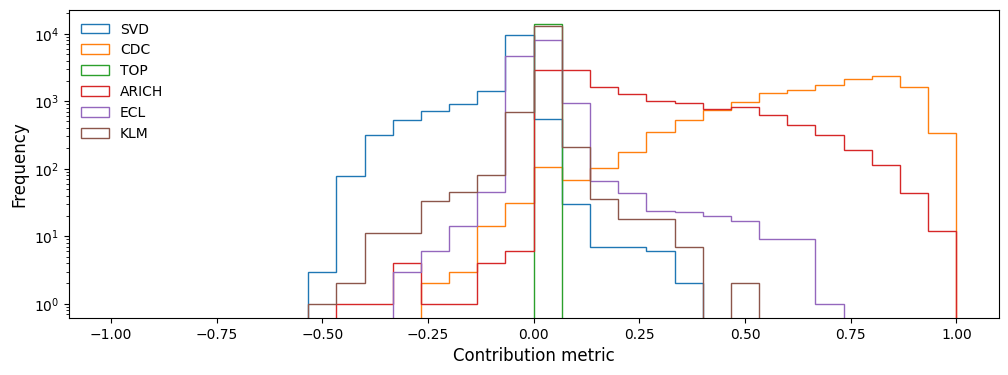 SVD
CDC
TOP
ARICH
ECL
KLM
Frequency
10⁴
10³
10²
10¹
10⁰
−1.00 −0.75 −0.50 −0.25 0.00 0.25 0.50 0.75 1.00
Contribution metric